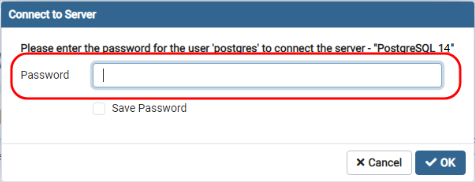 Connect to Server
Please enter the password for the user 'postgres' to connect the server - "PostgreSQL 14"
Password
Save Password
Cancel
OK